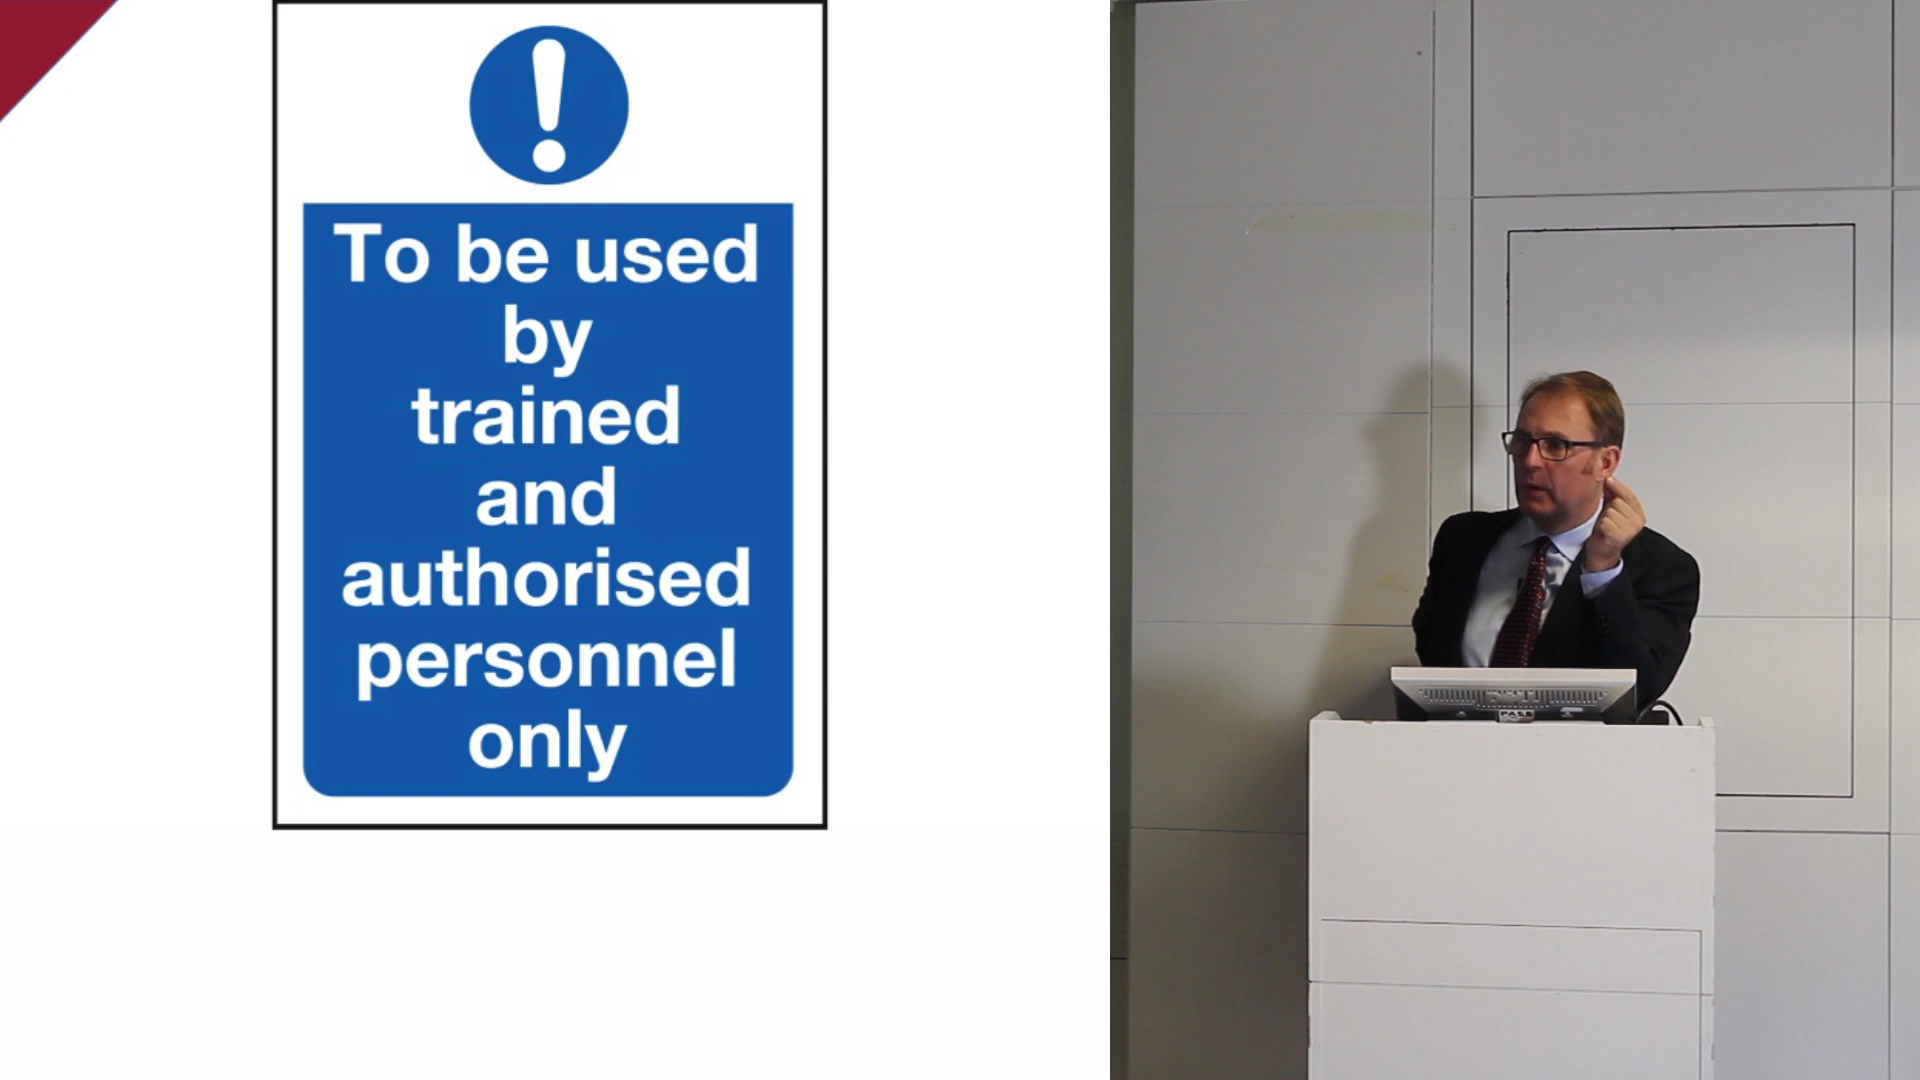 To be used
by
trained
and
authorised
personnel
only